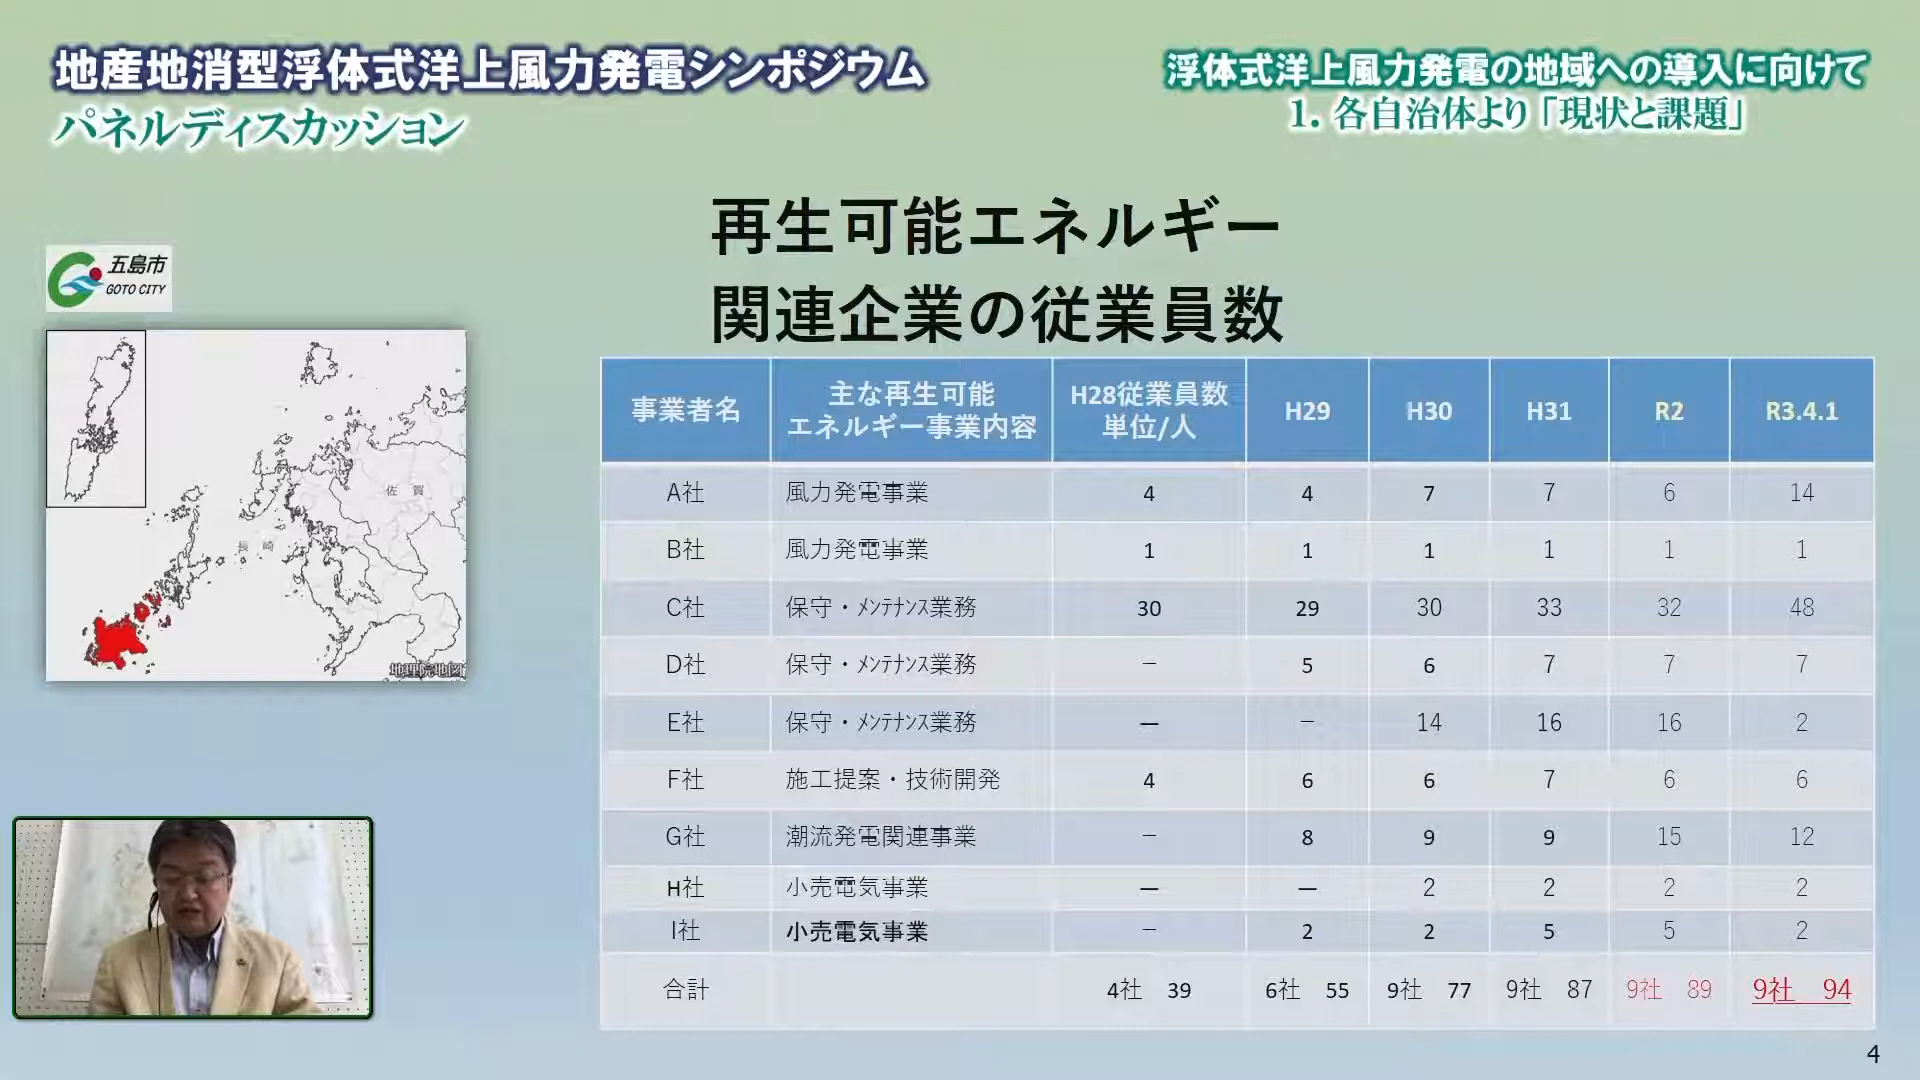 地産地消型浮体式洋上風力発電シンポジウム
パネルディスカッション
浮体式洋上風力発電の地域への導入に向けて
1. 各自治体より「現状と課題」
五島市
GOTO CITY
佐 賀
長 崎
地理院地図
再生可能エネルギー
関連企業の従業員数
事業者名 主な再生可能エネルギー事業内容 H28従業員数単位/人 H29 H30 H31 R2 R3.4.1
A社 風力発電事業 4 4 7 7 6 14
B社 風力発電事業 1 1 1 1 1 1
C社 保守・ﾒﾝﾃﾅﾝｽ業務 30 29 30 33 32 48
D社 保守・ﾒﾝﾃﾅﾝｽ業務 － 5 6 7 7 7
E社 保守・ﾒﾝﾃﾅﾝｽ業務 ― － 14 16 16 2
F社 施工提案・技術開発 4 6 6 7 6 6
G社 潮流発電関連事業 － 8 9 9 15 12
H社 小売電気事業 ― ― 2 2 2 2
I社 小売電気事業 － 2 2 5 5 2
合計 4社 39 6社 55 9社 77 9社 87 9社 89 9社 94
4